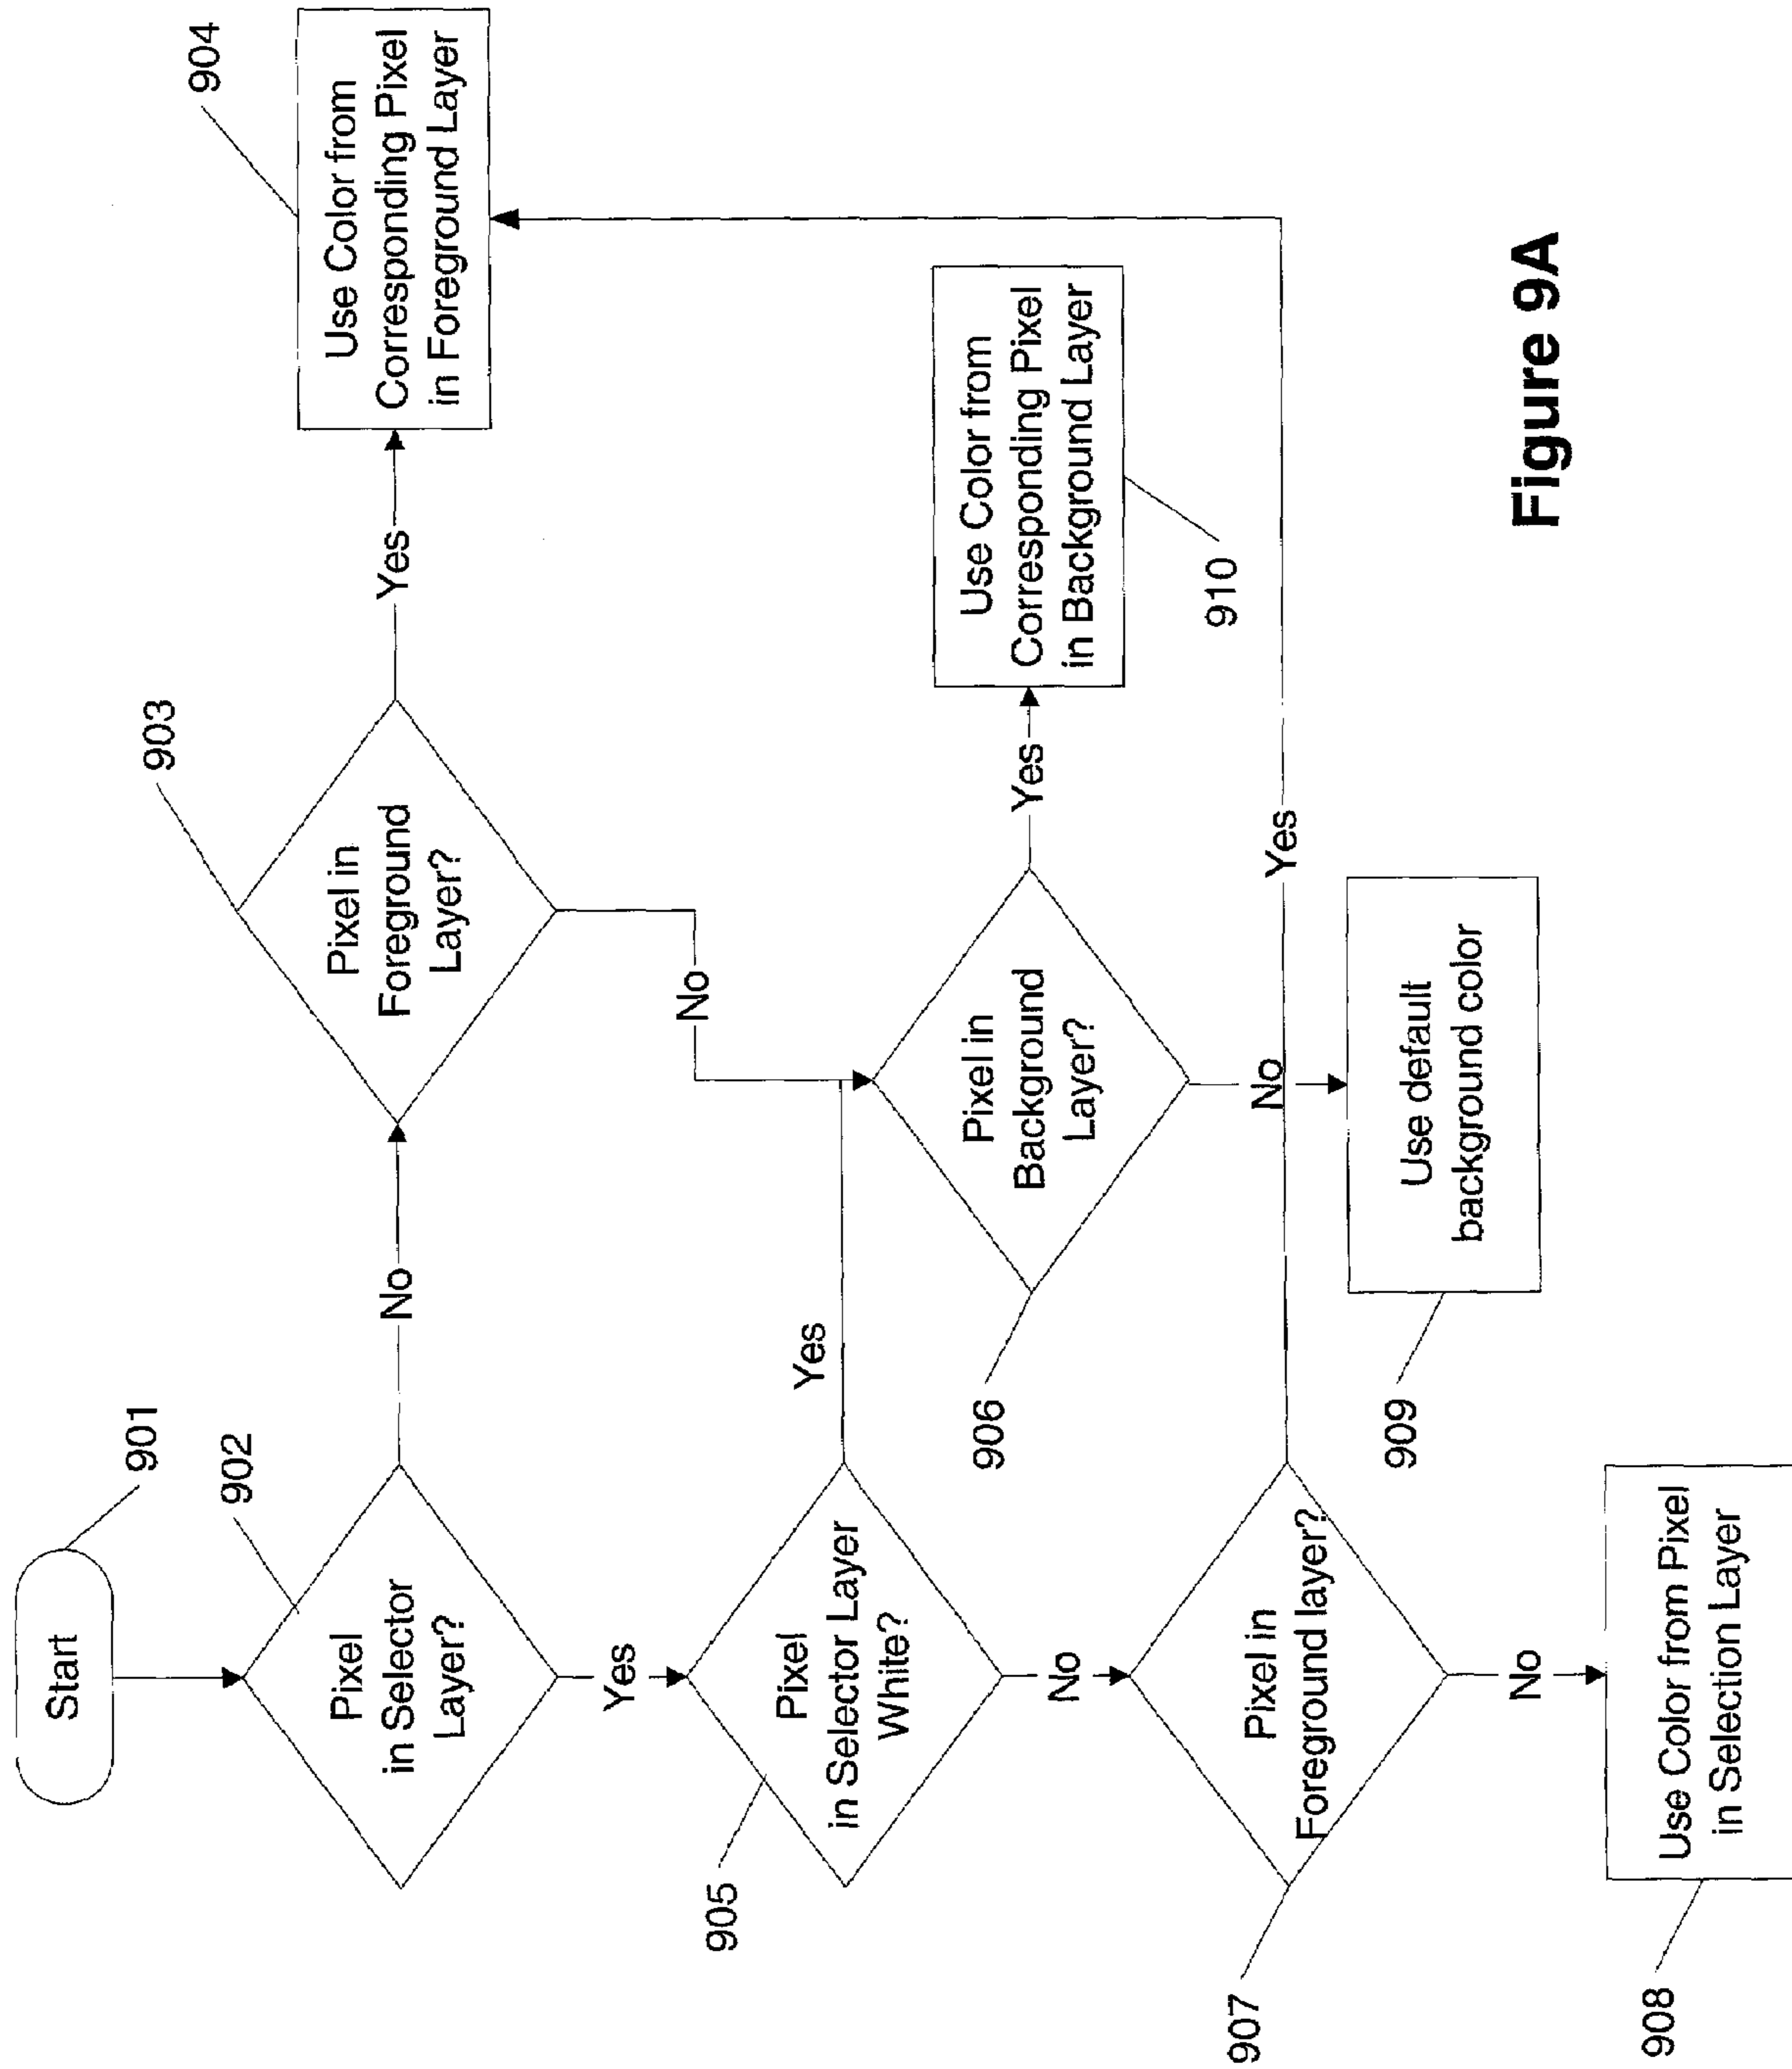 Start
901
Pixel
in Selector
Layer?
902
No
Pixel in
Foreground
Layer?
903
Yes
Use Color from
Corresponding Pixel
in Foreground Layer
904
Yes
No
Pixel
in Selector Layer
White?
905
Yes
Pixel in
Background
Layer?
906
Yes
Use Color from
Corresponding Pixel
in Background Layer
910
No
No
Pixel in
Foreground layer?
907
Yes
Use default
background color
909
No
Use Color from Pixel
in Selection Layer
908
Figure 9A